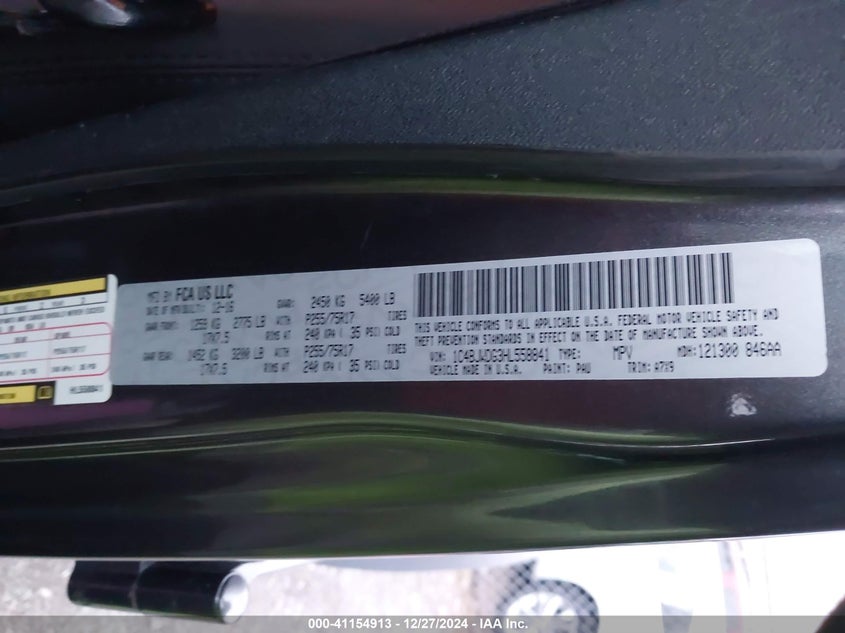 MFD BY FCA US LLC
DATE OF MFR/BUILT: 12-16 GVWR: 2450 KG 5400 LB
GAWR FRONT: 1259 KG 2775 LB WITH P255/75R17 TIRES
17X7.5 RIMS AT 240 KPA ( 35 PSI) COLD
GAWR REAR: 1452 KG 3200 LB WITH P255/75R17 TIRES
17X7.5 RIMS AT 240 KPA ( 35 PSI) COLD
THIS VEHICLE CONFORMS TO ALL APPLICABLE U.S.A. FEDERAL MOTOR VEHICLE SAFETY AND
THEFT PREVENTION STANDARDS IN EFFECT ON THE DATE OF MANUFACTURE SHOWN ABOVE.
VIN: 1C4BJWDG3HL558841 TYPE: MPV MDH: 121300 846AA
VEHICLE MADE IN U.S.A. PAINT: PAU TRIM: A7X9
HL558841
000-41154913 - 12/27/2024 - IAA Inc.